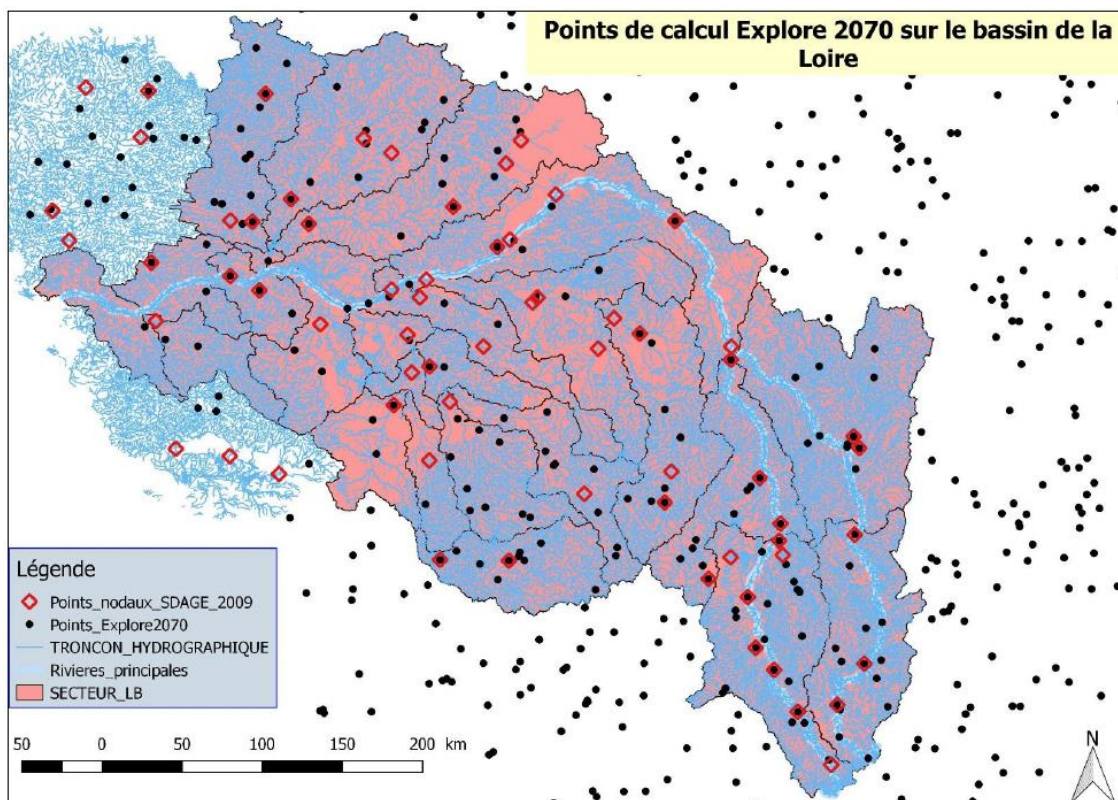 Points de calcul Explore 2070 sur le bassin de la
Loire
Légende
Points_nodaux_SDAGE_2009
Points_Explore2070
TRONCON_HYDROGRAPHIQUE
Rivieres_principales
SECTEUR_LB
50 0 50 100 150 200 km
N